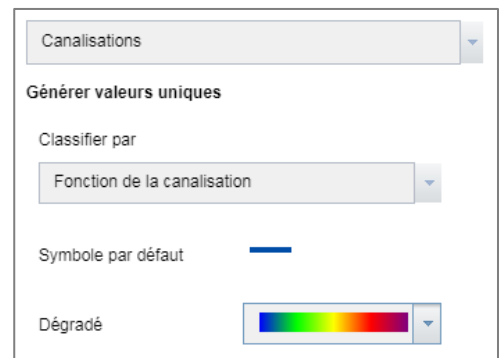 Canalisations
Générer valeurs uniques
Classifier par
Fonction de la canalisation
Symbole par défaut
Dégradé